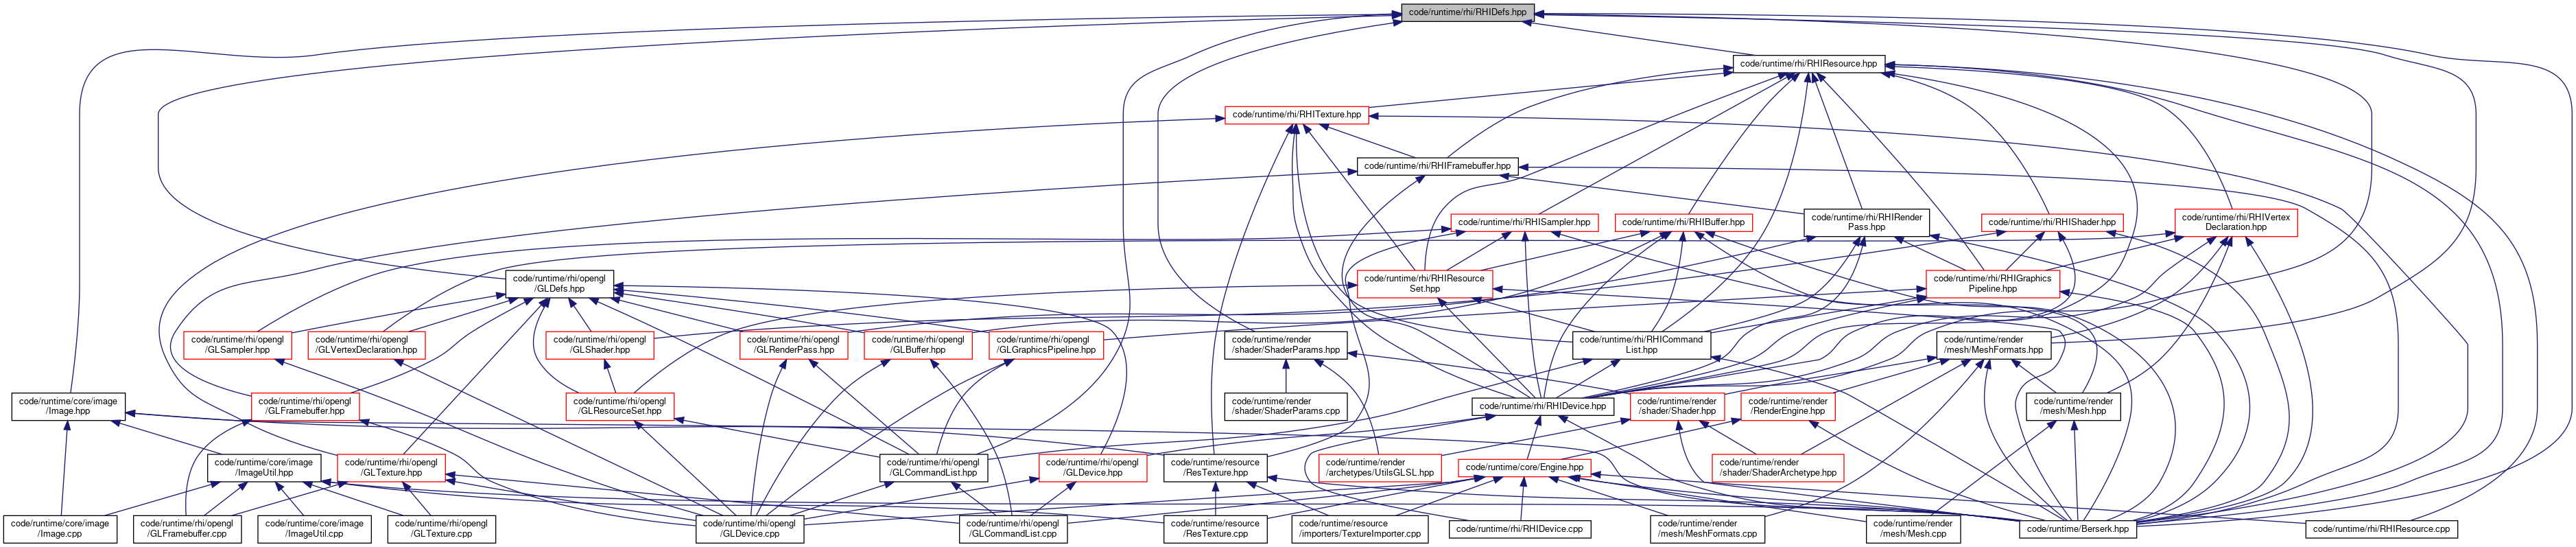 code/runtime/rhi/RHIDefs.hpp
code/runtime/rhi/RHIResource.hpp
code/runtime/rhi/RHITexture.hpp
code/runtime/rhi/RHIFramebuffer.hpp
code/runtime/rhi/RHISampler.hpp
code/runtime/rhi/RHIBuffer.hpp
code/runtime/rhi/RHIRender
Pass.hpp
code/runtime/rhi/RHIShader.hpp
code/runtime/rhi/RHIVertex
Declaration.hpp
code/runtime/rhi/opengl
/GLDefs.hpp
code/runtime/rhi/RHIResource
Set.hpp
code/runtime/rhi/RHIGraphics
Pipeline.hpp
code/runtime/rhi/opengl
/GLSampler.hpp
code/runtime/rhi/opengl
/GLVertexDeclaration.hpp
code/runtime/rhi/opengl
/GLShader.hpp
code/runtime/rhi/opengl
/GLRenderPass.hpp
code/runtime/rhi/opengl
/GLBuffer.hpp
code/runtime/rhi/opengl
/GLGraphicsPipeline.hpp
code/runtime/render
/shader/ShaderParams.hpp
code/runtime/rhi/RHICommand
List.hpp
code/runtime/render
/mesh/MeshFormats.hpp
code/runtime/core/image
/Image.hpp
code/runtime/rhi/opengl
/GLFramebuffer.hpp
code/runtime/rhi/opengl
/GLResourceSet.hpp
code/runtime/render
/shader/ShaderParams.cpp
code/runtime/rhi/RHIDevice.hpp
code/runtime/render
/shader/Shader.hpp
code/runtime/render
/RenderEngine.hpp
code/runtime/render
/mesh/Mesh.hpp
code/runtime/core/image
/ImageUtil.hpp
code/runtime/rhi/opengl
/GLTexture.hpp
code/runtime/rhi/opengl
/GLCommandList.hpp
code/runtime/rhi/opengl
/GLDevice.hpp
code/runtime/resource
/ResTexture.hpp
code/runtime/render
/archetypes/UtilsGLSL.hpp
code/runtime/core/Engine.hpp
code/runtime/render
/shader/ShaderArchetype.hpp
code/runtime/core/image
/Image.cpp
code/runtime/rhi/opengl
/GLFramebuffer.cpp
code/runtime/core/image
/ImageUtil.cpp
code/runtime/rhi/opengl
/GLTexture.cpp
code/runtime/rhi/opengl
/GLDevice.cpp
code/runtime/rhi/opengl
/GLCommandList.cpp
code/runtime/resource
/ResTexture.cpp
code/runtime/resource
/importers/TextureImporter.cpp
code/runtime/rhi/RHIDevice.cpp
code/runtime/render
/mesh/MeshFormats.cpp
code/runtime/render
/mesh/Mesh.cpp
code/runtime/Berserk.hpp
code/runtime/rhi/RHIResource.cpp